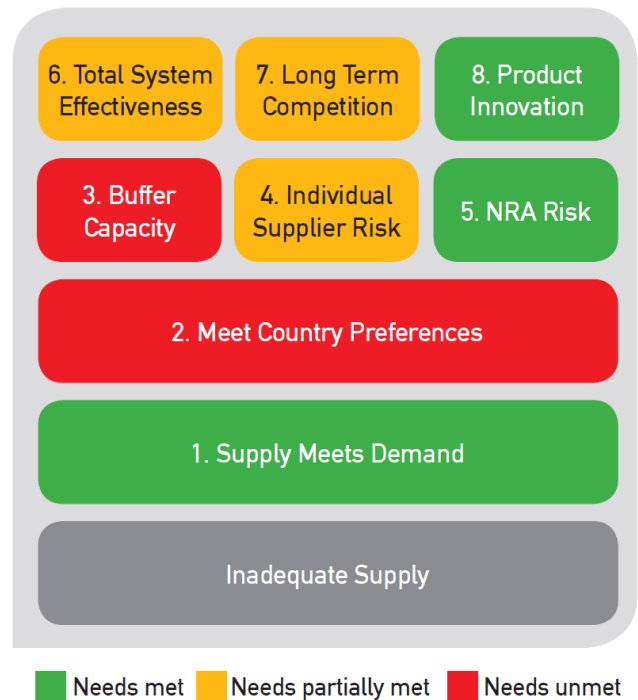 6. Total System
Effectiveness
7. Long Term
Competition
8. Product
Innovation
3. Buffer
Capacity
4. Individual
Supplier Risk
5. NRA Risk
2. Meet Country Preferences
1. Supply Meets Demand
Inadequate Supply
Needs met
Needs partially met
Needs unmet